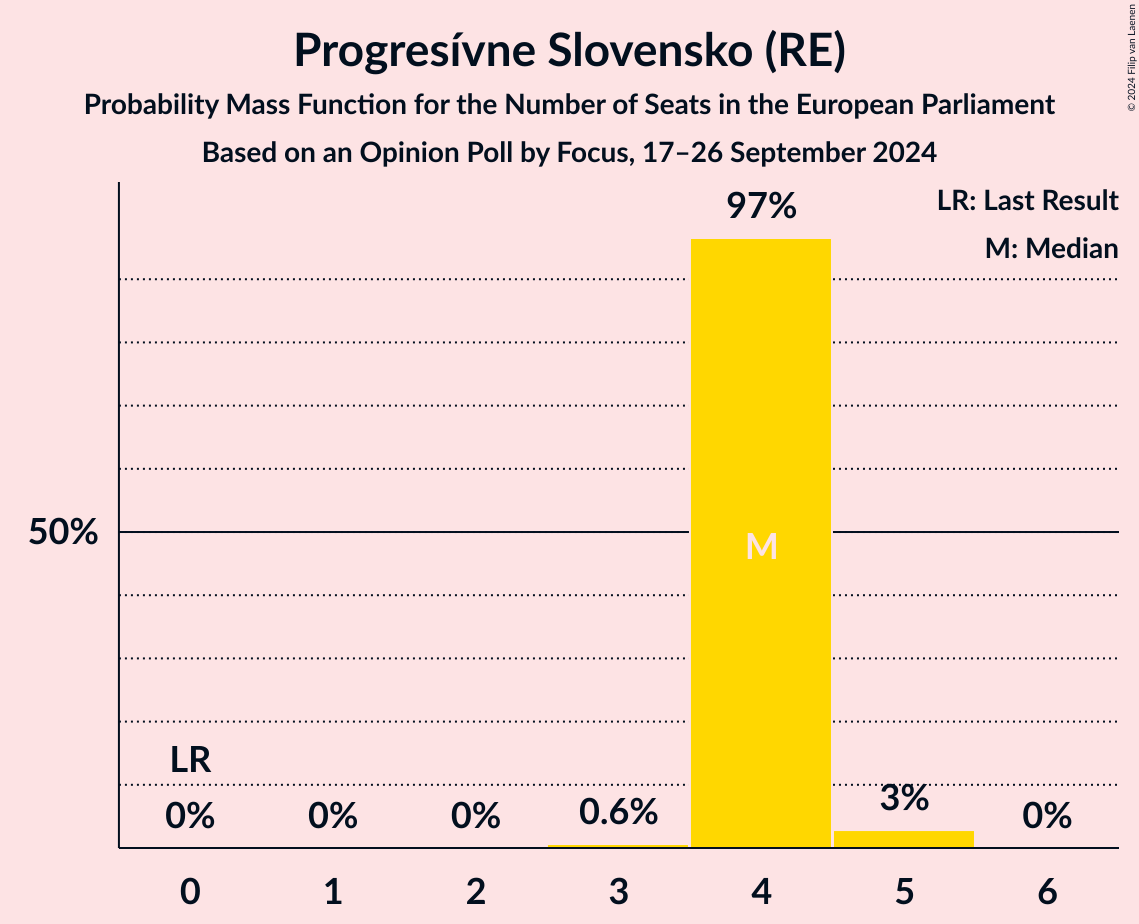 Progresívne Slovensko (RE)
Probability Mass Function for the Number of Seats in the European Parliament
Based on an Opinion Poll by Focus, 17–26 September 2024
© 2024 Filip van Laenen
LR: Last Result
M: Median
97%
50%
M
LR
0%
0%
0%
0.6%
3%
0%
0
1
2
3
4
5
6